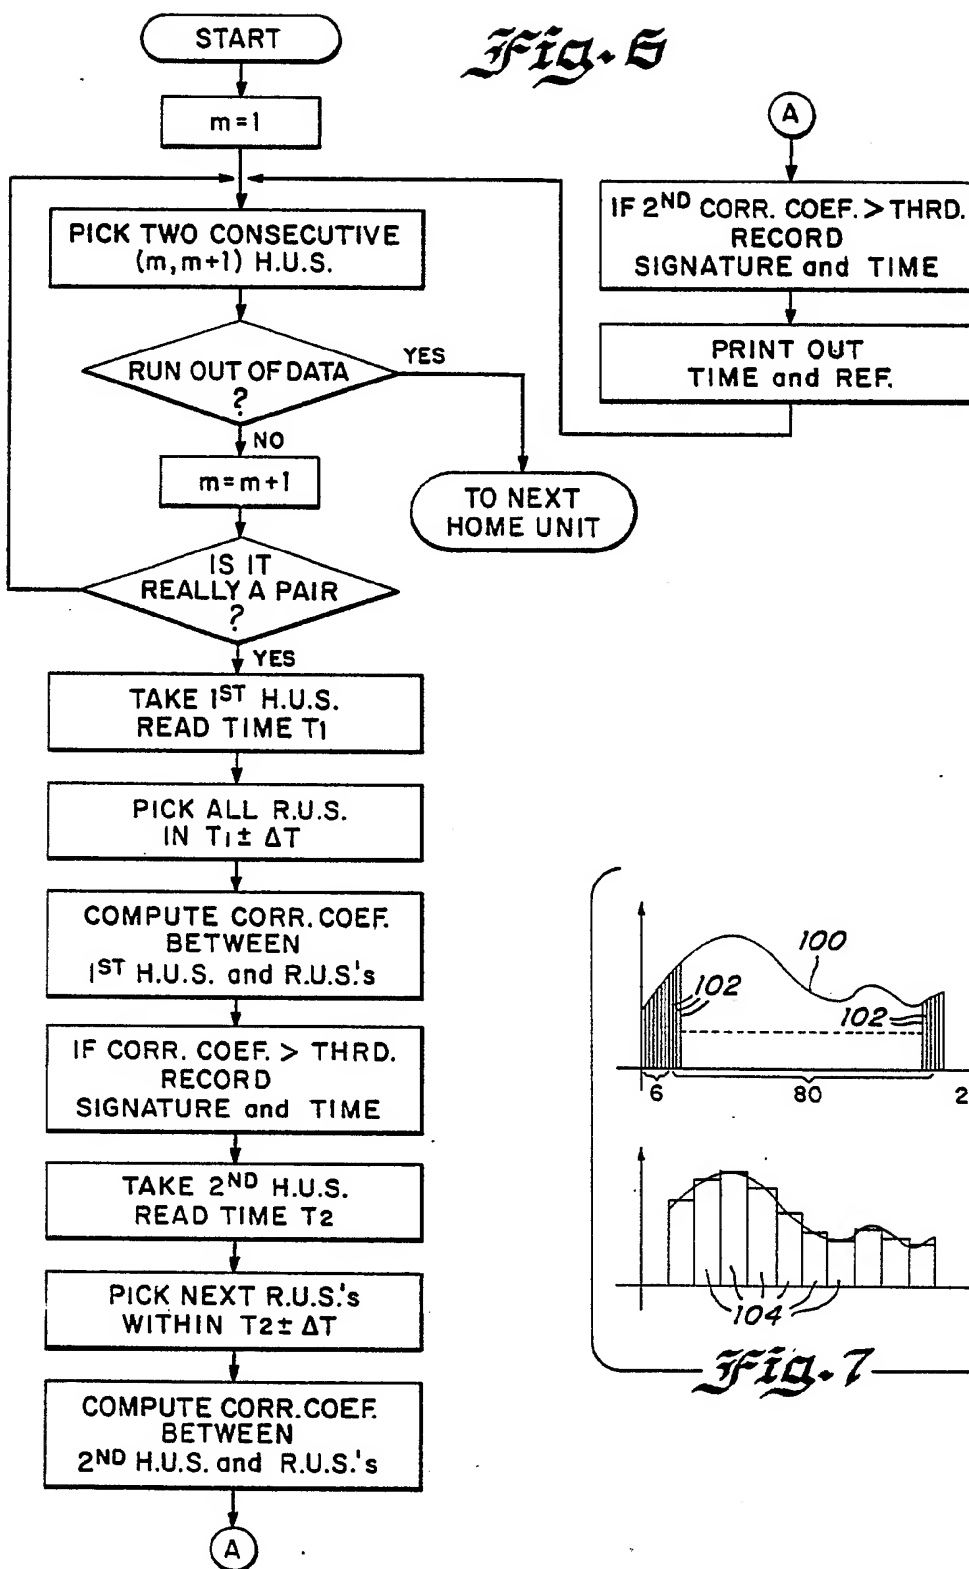 Fig. 6
START
m=1
PICK TWO CONSECUTIVE
(m,m+1) H.U.S.
RUN OUT OF DATA
?
YES
NO
TO NEXT
HOME UNIT
m=m+1
IS IT
REALLY A PAIR
?
YES
TAKE 1ST H.U.S.
READ TIME T1
PICK ALL R.U.S.
IN T1± ΔT
COMPUTE CORR. COEF.
BETWEEN
1ST H.U.S. and R.U.S.'s
IF CORR. COEF. > THRD.
RECORD
SIGNATURE and TIME
TAKE 2ND H.U.S.
READ TIME T2
PICK NEXT R.U.S.'s
WITHIN T2± ΔT
COMPUTE CORR.COEF.
BETWEEN
2ND H.U.S. and R.U.S.'s
A
A
IF 2ND CORR. COEF. > THRD.
RECORD
SIGNATURE and TIME
PRINT OUT
TIME and REF.
100
102
102
6
80
2
104
Fig. 7